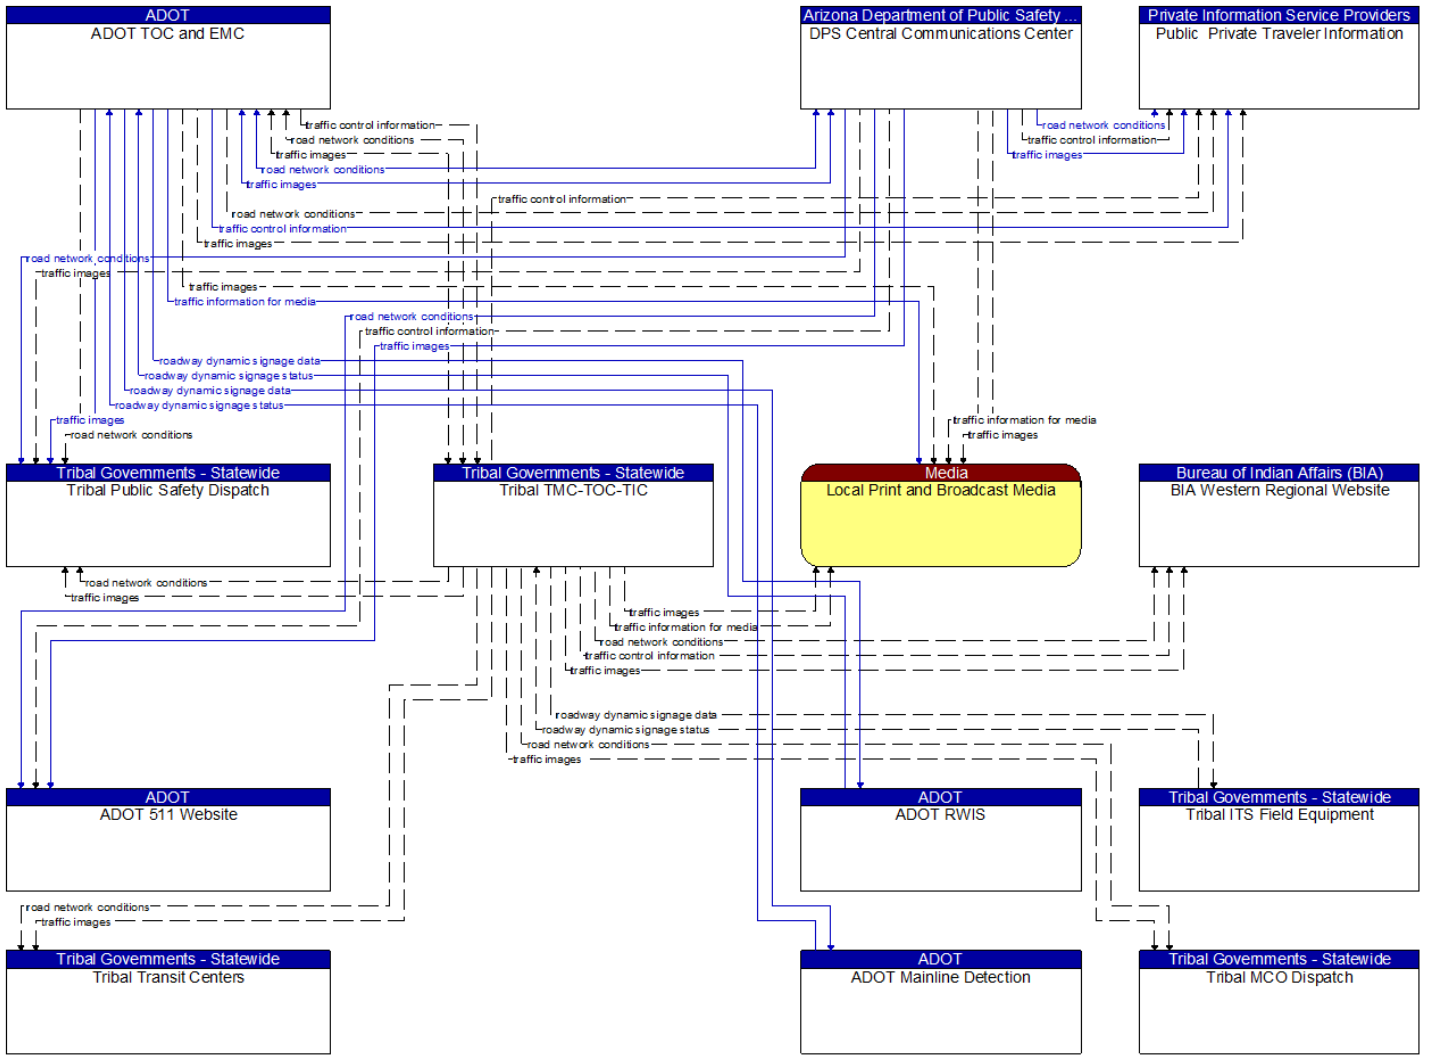 ADOT
ADOT TOC and EMC
Arizona Department of Public Safety ...
DPS Central Communications Center
Private Information Service Providers
Public Private Traveler Information
traffic control information
road network conditions
traffic images
road network conditions
traffic images
road network conditions
traffic control information
traffic images
traffic control information
road network conditions
traffic control information
traffic images
road network conditions
traffic images
traffic images
traffic information for media
road network conditions
traffic control information
traffic images
roadway dynamic signage data
roadway dynamic signage status
roadway dynamic signage data
roadway dynamic signage status
traffic images
road network conditions
traffic information for media
traffic images
Tribal Governments - Statewide
Tribal Public Safety Dispatch
Tribal Governments - Statewide
Tribal TMC-TOC-TIC
Media
Local Print and Broadcast Media
Bureau of Indian Affairs (BIA)
BIA Western Regional Website
road network conditions
traffic images
traffic images
traffic information for media
road network conditions
traffic control information
traffic images
roadway dynamic signage data
roadway dynamic signage status
road network conditions
traffic images
ADOT
ADOT 511 Website
ADOT
ADOT RWIS
Tribal Governments - Statewide
Tribal ITS Field Equipment
road network conditions
traffic images
Tribal Governments - Statewide
Tribal Transit Centers
ADOT
ADOT Mainline Detection
Tribal Governments - Statewide
Tribal MCO Dispatch